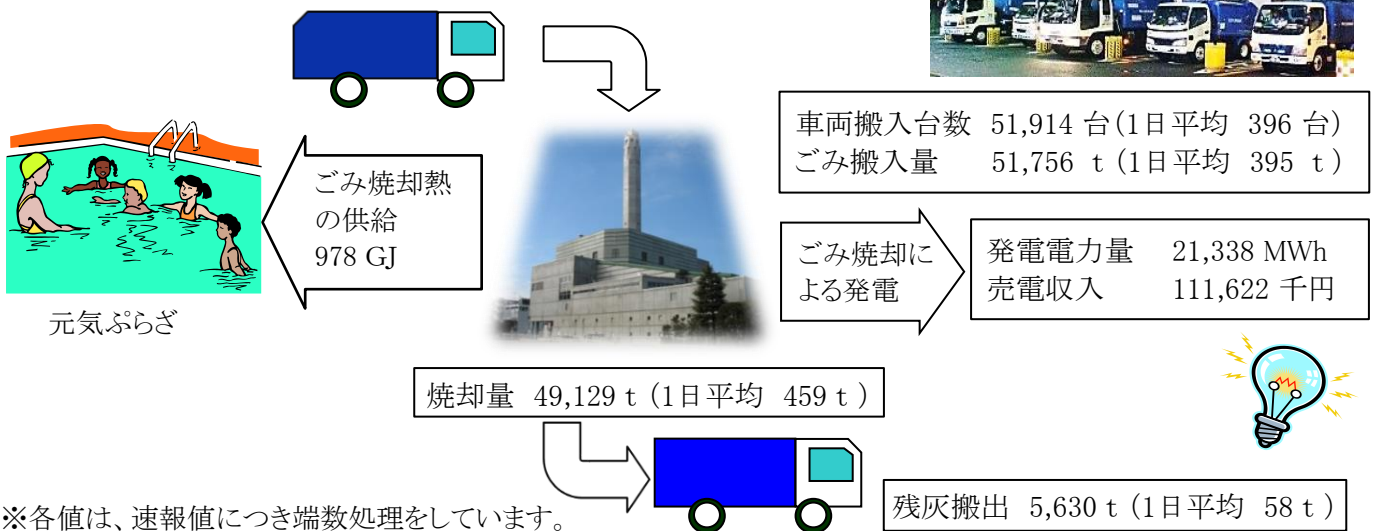 車両搬入台数 51,914 台(1日平均 396 台)
ごみ搬入量 51,756 t (1日平均 395 t )
ごみ焼却熱
の供給
978 GJ
元気ぷらざ
ごみ焼却に
よる発電
発電電力量 21,338 MWh
売電収入 111,622 千円
焼却量 49,129 t (1日平均 459 t )
残灰搬出 5,630 t (1日平均 58 t )
※各値は、速報値につき端数処理をしています。